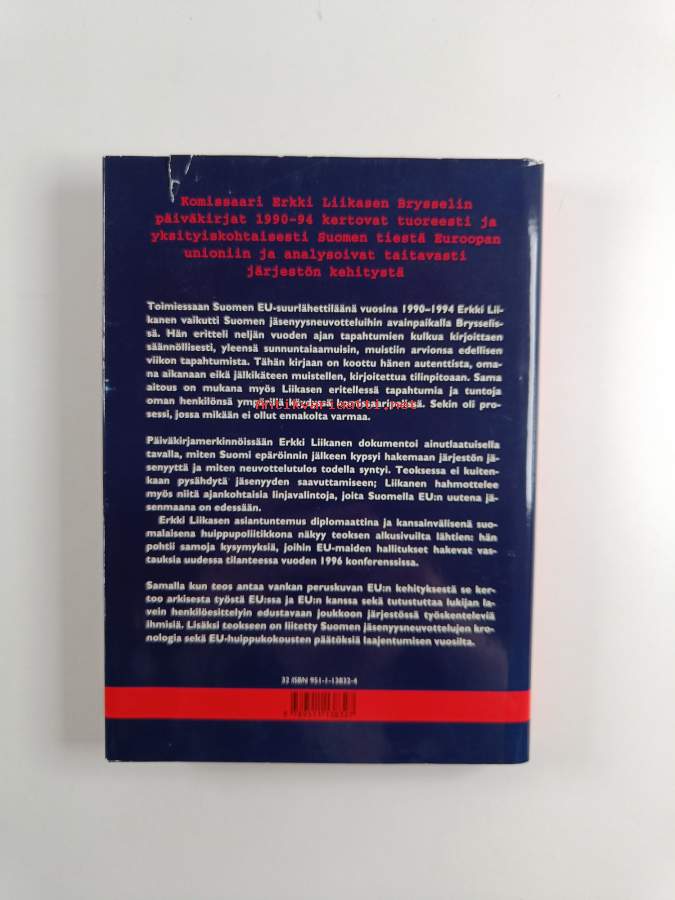 Komissaari Erkki Liikasen Brysselin
päiväkirjat 1990-94 kertovat tuoreesti ja
yksityiskohtaisesti Suomen tiestä Euroopan
unioniin ja analysoivat taitavasti
järjestön kehitystä
Toimiessaan Suomen EU-suurlähettiläänä vuosina 1990-1994 Erkki Lii-
kanen vaikutti Suomen jäsenyysneuvotteluihin avainpaikalla Brysselis-
sä. Hän eritteli neljän vuoden ajan tapahtumien kulkua kirjoittaen
säännöllisesti, yleensä sunnuntaiaamuisin, muistiin arvionsa edellisen
viikon tapahtumista. Tähän kirjaan on koottu hänen autenttista, oma-
na aikanaan eikä jälkikäteen muistellen, kirjoitettua tilinpitoaan. Sama
aitous on mukana myös Liikasen eritellessä tapahtumia ja tuntoja
oman henkilönsä ympärillä käydyssä komissaaripelissä. Sekin oli pro-
sessi, jossa mikään ei ollut ennakolta varmaa.
Antikvariaatti.net
Päiväkirjamerkinnöissään Erkki Liikanen dokumentoi ainutlaatuisella
tavalla, miten Suomi epäröinnin jälkeen kypsyi hakemaan järjestön jä-
senyyttä ja miten neuvottelutulos todella syntyi. Teoksessa ei kuiten-
kaan pysähdytä jäsenyyden saavuttamiseen; Liikanen hahmottelee
myös niitä ajankohtaisia linjavalintoja, joita Suomella EU:n uutena jä-
senmaana on edessään.
Erkki Liikasen asiantuntemus diplomaattina ja kansainvälisenä suo-
malaisena huippupoliitikkona näkyy teoksen alkusivuilta lähtien: hän
pohtii samoja kysymyksiä, joihin EU-maiden hallitukset hakevat vas-
tauksia uudessa tilanteessa vuoden 1996 konferenssissa.
Samalla kun teos antaa vankan peruskuvan EU:n kehityksestä se ker-
too arkisesta työstä EU:ssa ja EU:n kanssa sekä tutustuttaa lukijan la-
vein henkilöesittelyin edustavaan joukkoon järjestössä työskenteleviä
ihmisiä. Lisäksi teokseen on liitetty Suomen jäsenyysneuvottelujen kro-
nologia sekä EU-huippukokousten päätöksiä laajentumisen vuosilta.
32 ISBN 951-1-13832-4